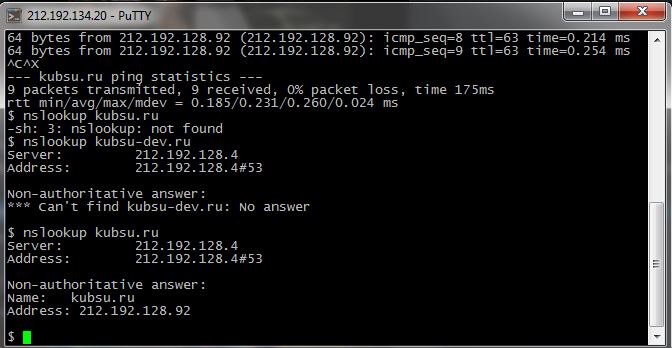 212.192.134.20 - PuTTY
64 bytes from 212.192.128.92 (212.192.128.92): icmp_seq=8 ttl=63 time=0.214 ms
64 bytes from 212.192.128.92 (212.192.128.92): icmp_seq=9 ttl=63 time=0.254 ms
^C^X
--- kubsu.ru ping statistics ---
9 packets transmitted, 9 received, 0% packet loss, time 175ms
rtt min/avg/max/mdev = 0.185/0.231/0.260/0.024 ms
$ nslookup kubsu.ru
-sh: 3: nslookup: not found
$ nslookup kubsu-dev.ru
Server:         212.192.128.4
Address:        212.192.128.4#53

Non-authoritative answer:
*** Can't find kubsu-dev.ru: No answer

$ nslookup kubsu.ru
Server:         212.192.128.4
Address:        212.192.128.4#53

Non-authoritative answer:
Name:   kubsu.ru
Address: 212.192.128.92

$